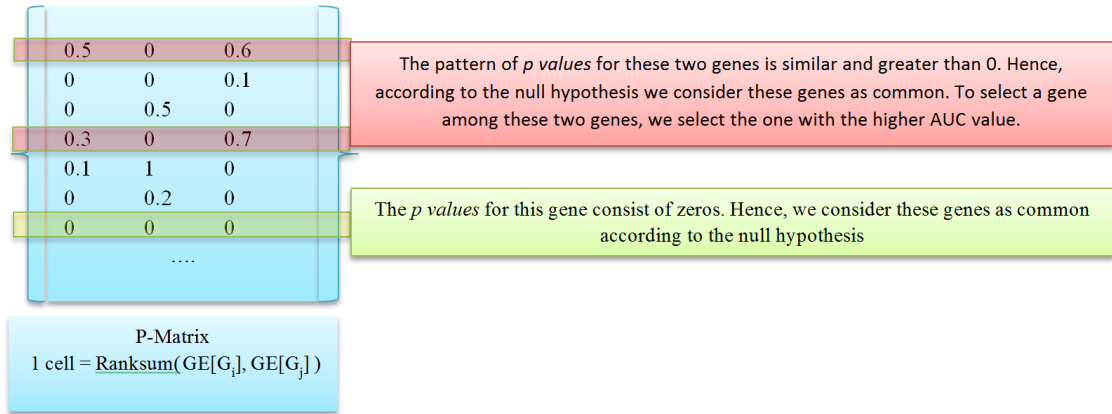 0.5 0 0.6
0 0 0.1
0 0.5 0
0.3 0 0.7
0.1 1 0
0 0.2 0
0 0 0
....
The pattern of p values for these two genes is similar and greater than 0. Hence,
according to the null hypothesis we consider these genes as common. To select a gene
among these two genes, we select the one with the higher AUC value.
The p values for this gene consist of zeros. Hence, we consider these genes as common
according to the null hypothesis
P-Matrix
1 cell = Ranksum(GE[Gi], GE[Gj])